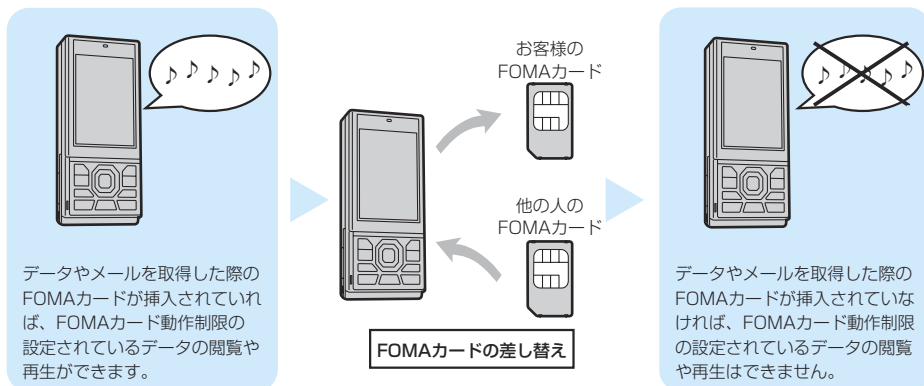 データやメールを取得した際の
FOMAカードが挿入されていれ
ば、FOMAカード動作制限の
設定されているデータの閲覧や
再生ができます。
お客様の
FOMAカード
他の人の
FOMAカード
FOMAカードの差し替え
データやメールを取得した際の
FOMAカードが挿入されていな
ければ、FOMAカード動作制限
の設定されているデータの閲覧
や再生はできません。